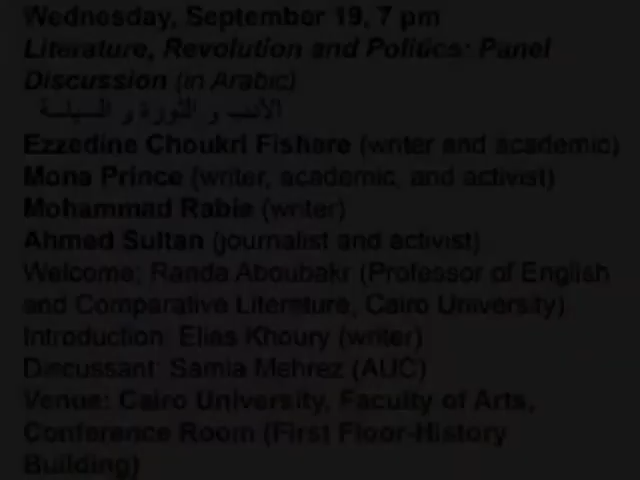 Wednesday, September 19, 7 pm
Literature, Revolution and Politics: Panel
Discussion (in Arabic)
الأدب و الثورة و السياسة
Ezzedine Choukri Fishere (writer and academic)
Mona Prince (writer, academic, and activist)
Mohammad Rabie (writer)
Ahmed Sultan (journalist and activist)
Welcome: Randa Aboubakr (Professor of English
and Comparative Literature, Cairo University)
Introduction: Elias Khoury (writer)
Discussant: Samia Mehrez (AUC)
Venue: Cairo University, Faculty of Arts,
Conference Room (First Floor-History
Building)